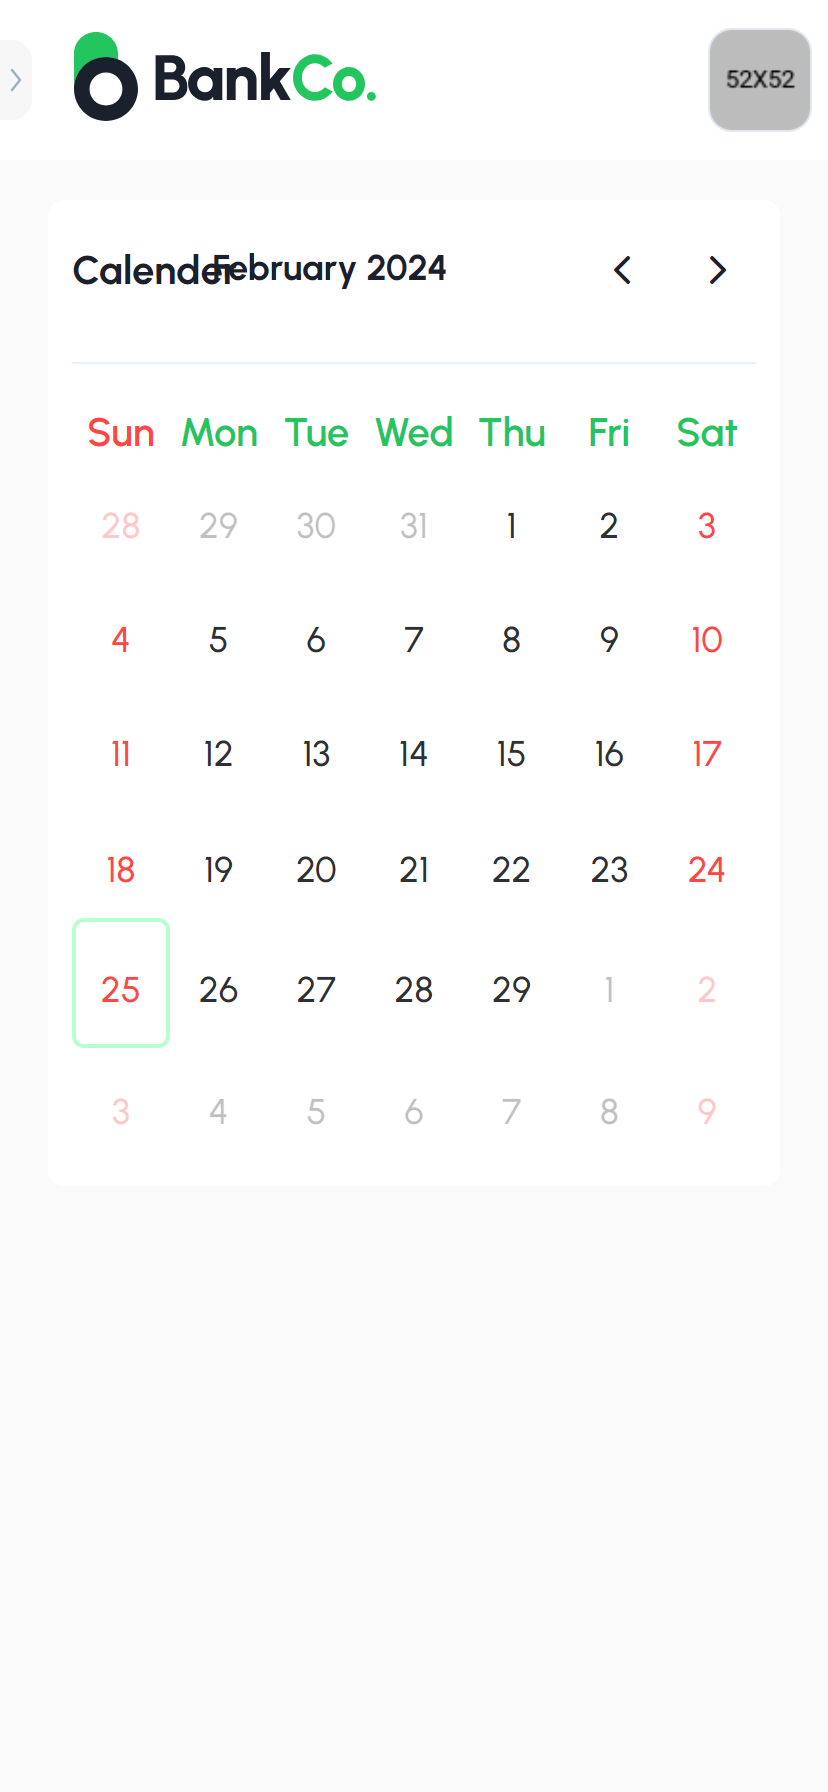 BankCo.
52X52
Calender
February 2024
Sun Mon Tue Wed Thu Fri Sat
28 29 30 31 1 2 3
4 5 6 7 8 9 10
11 12 13 14 15 16 17
18 19 20 21 22 23 24
25 26 27 28 29 1 2
3 4 5 6 7 8 9